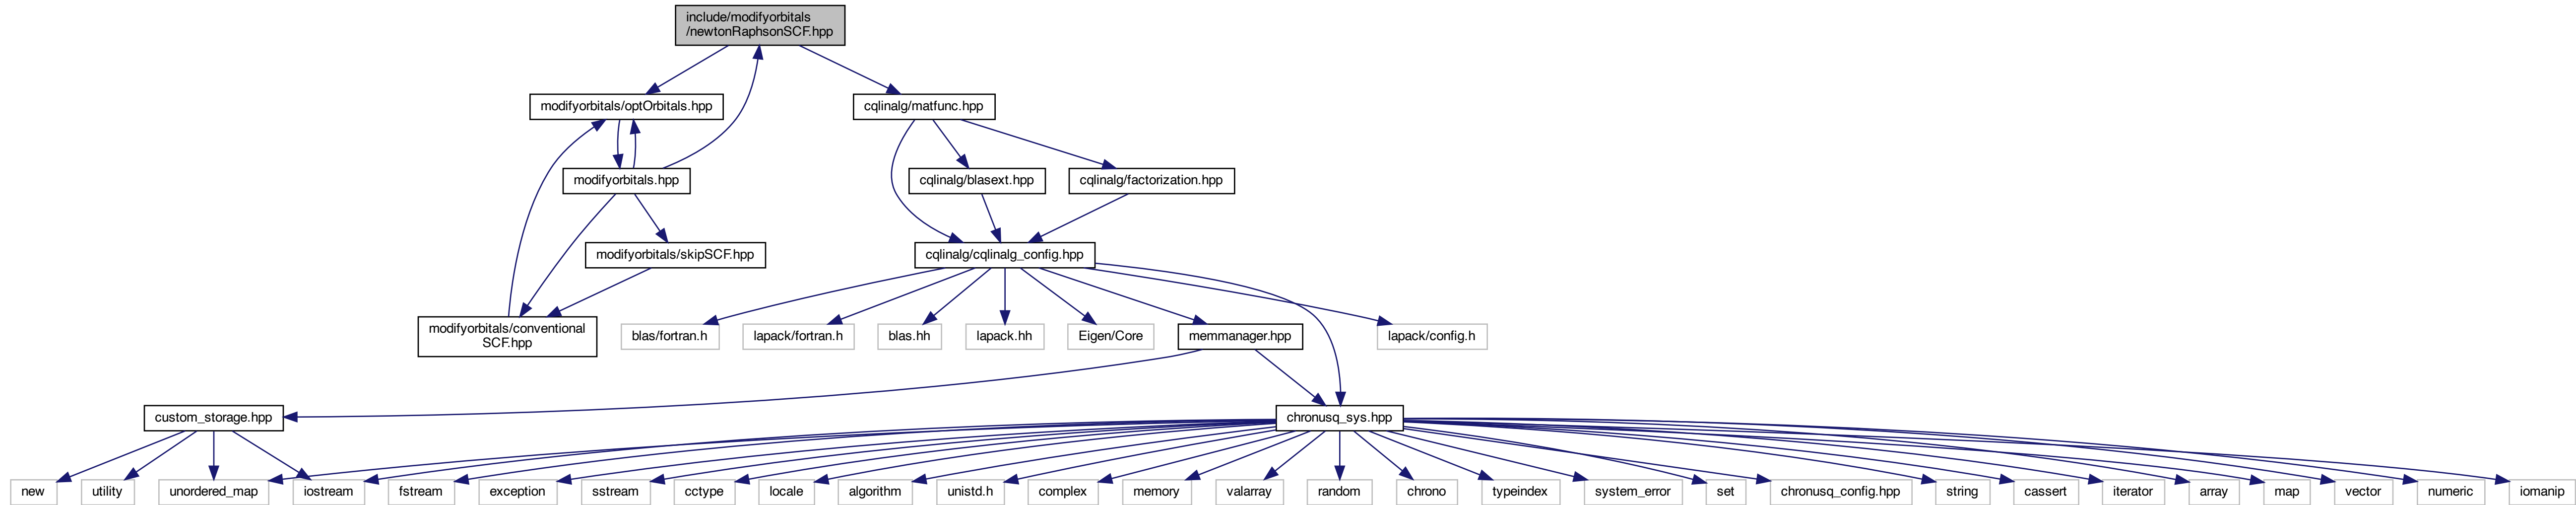 include/modifyorbitals
/newtonRaphsonSCF.hpp
modifyorbitals/optOrbitals.hpp
cqlinalg/matfunc.hpp
modifyorbitals.hpp
cqlinalg/blasext.hpp
cqlinalg/factorization.hpp
modifyorbitals/skipSCF.hpp
cqlinalg/cqlinalg_config.hpp
modifyorbitals/conventional
SCF.hpp
blas/fortran.h
lapack/fortran.h
blas.hh
lapack.hh
Eigen/Core
memmanager.hpp
lapack/config.h
custom_storage.hpp
chronusq_sys.hpp
new
utility
unordered_map
iostream
fstream
exception
sstream
cctype
locale
algorithm
unistd.h
complex
memory
valarray
random
chrono
typeindex
system_error
set
chronusq_config.hpp
string
cassert
iterator
array
map
vector
numeric
iomanip